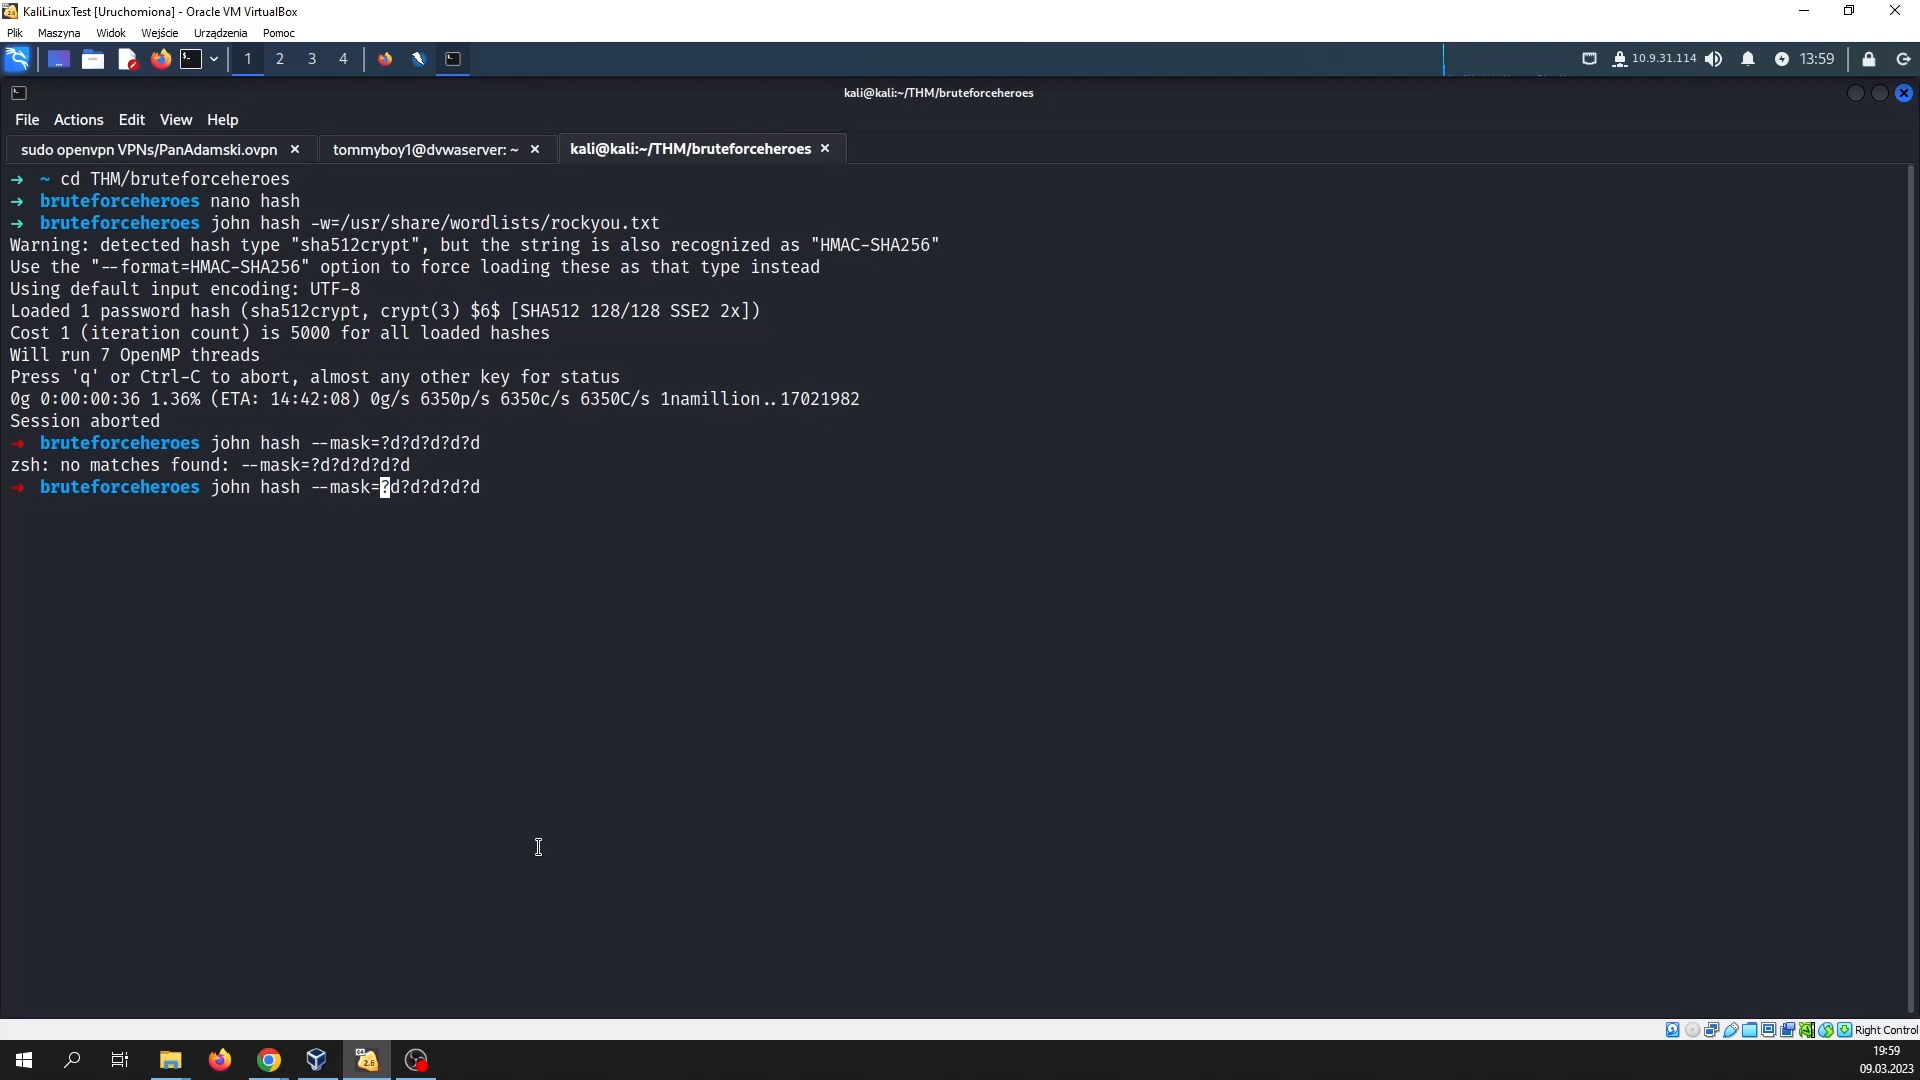 KaliLinuxTest [Uruchomiona] - Oracle VM VirtualBox
Plik Maszyna Widok Wejście Urządzenia Pomoc
1 2 3 4 10.9.31.114 13:59
kali@kali:~/THM/bruteforceheroes
File Actions Edit View Help
sudo openvpn VPNs/PanAdamski.ovpn tommyboy1@dvwaserver: ~ kali@kali:~/THM/bruteforceheroes
→ ~ cd THM/bruteforceheroes
→ bruteforceheroes nano hash
→ bruteforceheroes john hash -w=/usr/share/wordlists/rockyou.txt
Warning: detected hash type "sha512crypt", but the string is also recognized as "HMAC-SHA256"
Use the "--format=HMAC-SHA256" option to force loading these as that type instead
Using default input encoding: UTF-8
Loaded 1 password hash (sha512crypt, crypt(3) $6$ [SHA512 128/128 SSE2 2x])
Cost 1 (iteration count) is 5000 for all loaded hashes
Will run 7 OpenMP threads
Press 'q' or Ctrl-C to abort, almost any other key for status
0g 0:00:00:36 1.36% (ETA: 14:42:08) 0g/s 6350p/s 6350c/s 6350C/s 1namillion..17021982
Session aborted
→ bruteforceheroes john hash --mask=?d?d?d?d?d
zsh: no matches found: --mask=?d?d?d?d?d
→ bruteforceheroes john hash --mask=?d?d?d?d?d
Right Control
19:59
09.03.2023